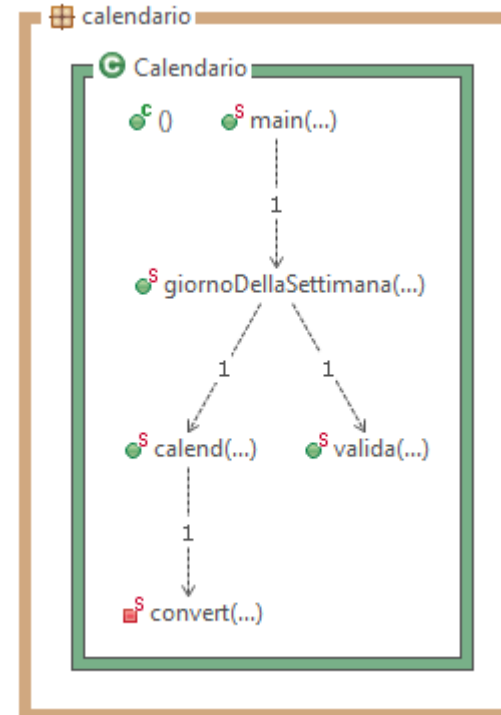 calendario
C Calendario
C () S main(...)
1
S giornoDellaSettimana(...)
1 1
S calend(...) S valida(...)
1
S convert(...)